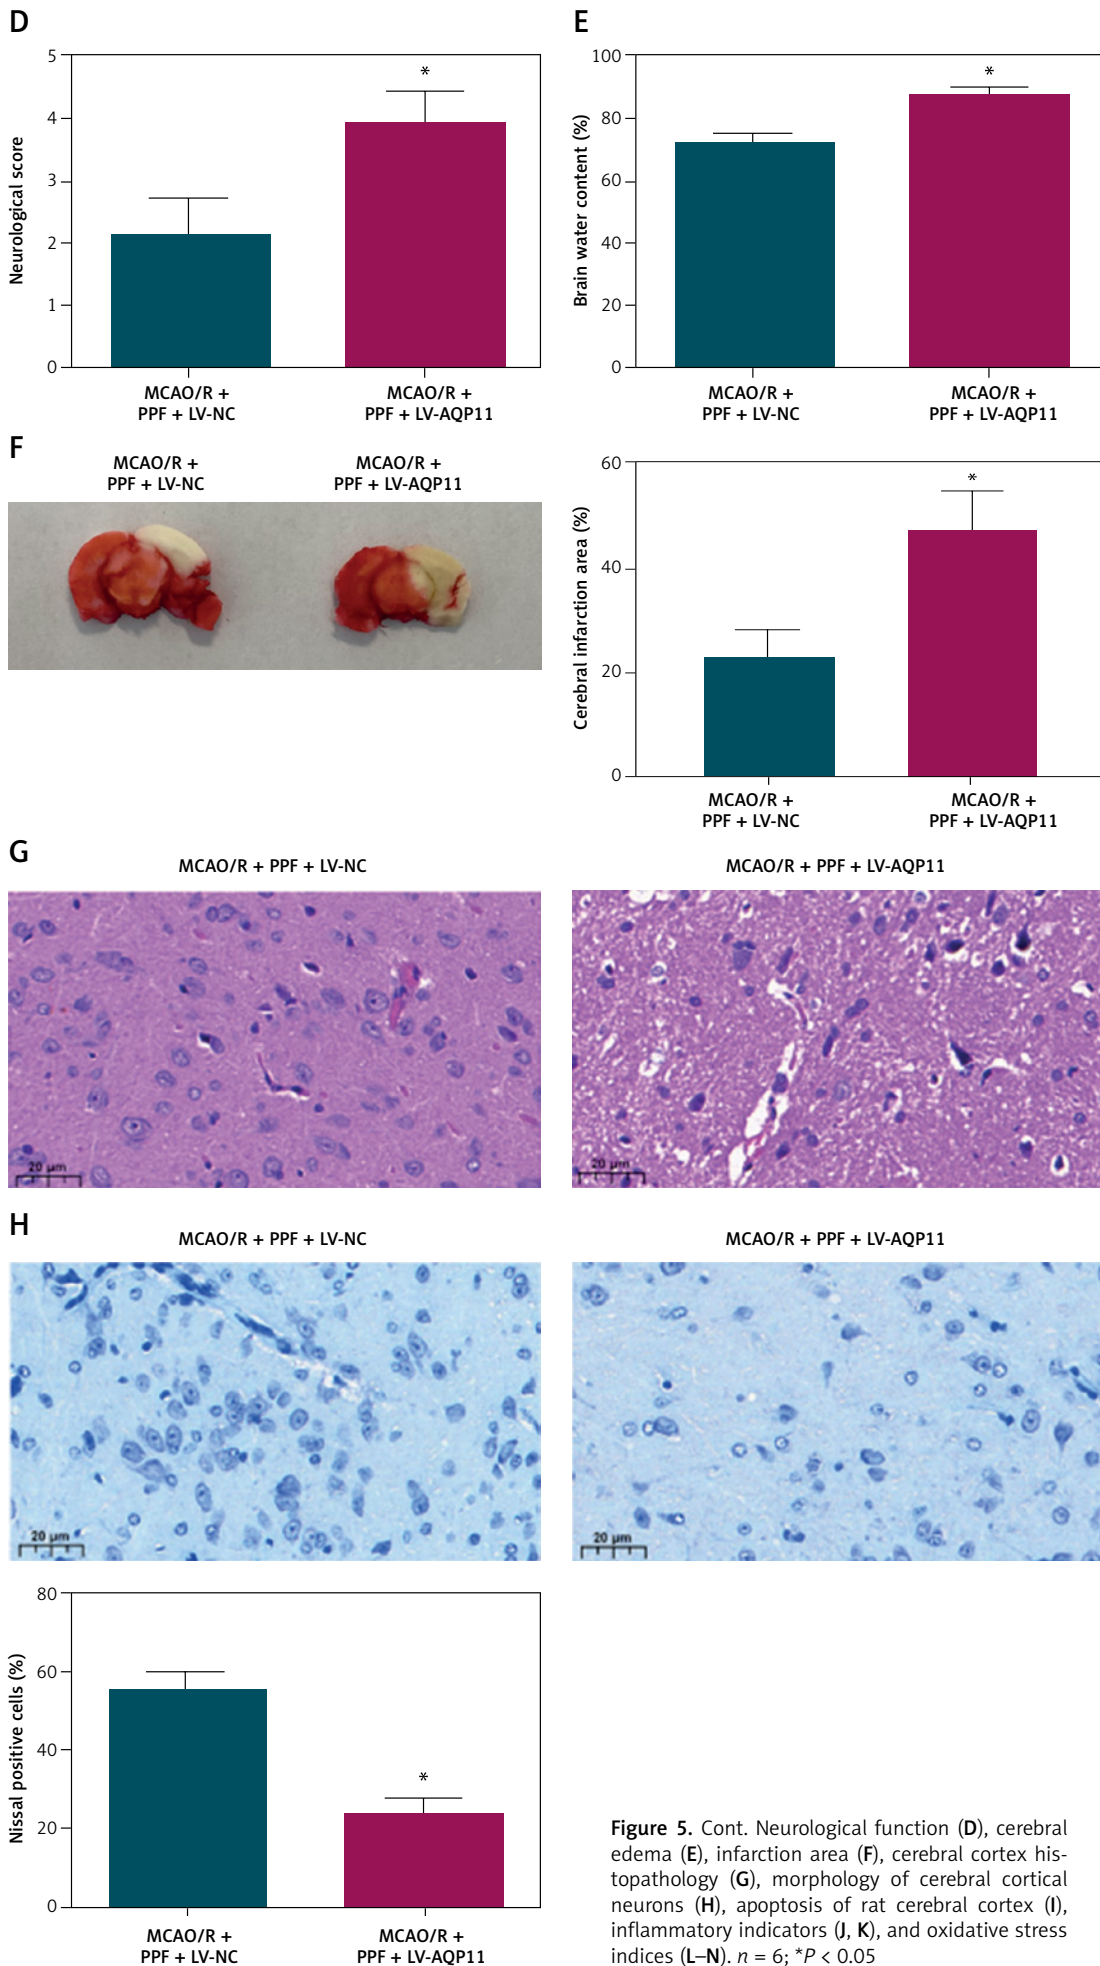 D
Neurological score
5
4
3
2
1
0
*
MCAO/R +
PPF + LV-NC
MCAO/R +
PPF + LV-AQP11
E
Brain water content (%)
100
80
60
40
20
0
*
MCAO/R +
PPF + LV-NC
MCAO/R +
PPF + LV-AQP11
F
MCAO/R +
PPF + LV-NC
MCAO/R +
PPF + LV-AQP11
Cerebral infarction area (%)
60
40
20
0
*
MCAO/R +
PPF + LV-NC
MCAO/R +
PPF + LV-AQP11
G
MCAO/R + PPF + LV-NC
MCAO/R + PPF + LV-AQP11
20 µm
20 µm
H
MCAO/R + PPF + LV-NC
MCAO/R + PPF + LV-AQP11
20 µm
20 µm
Nissal positive cells (%)
80
60
40
20
0
*
MCAO/R +
PPF + LV-NC
MCAO/R +
PPF + LV-AQP11
Figure 5. Cont. Neurological function (D), cerebral
edema (E), infarction area (F), cerebral cortex his-
topathology (G), morphology of cerebral cortical
neurons (H), apoptosis of rat cerebral cortex (I),
inflammatory indicators (J, K), and oxidative stress
indices (L–N). n = 6; *P < 0.05